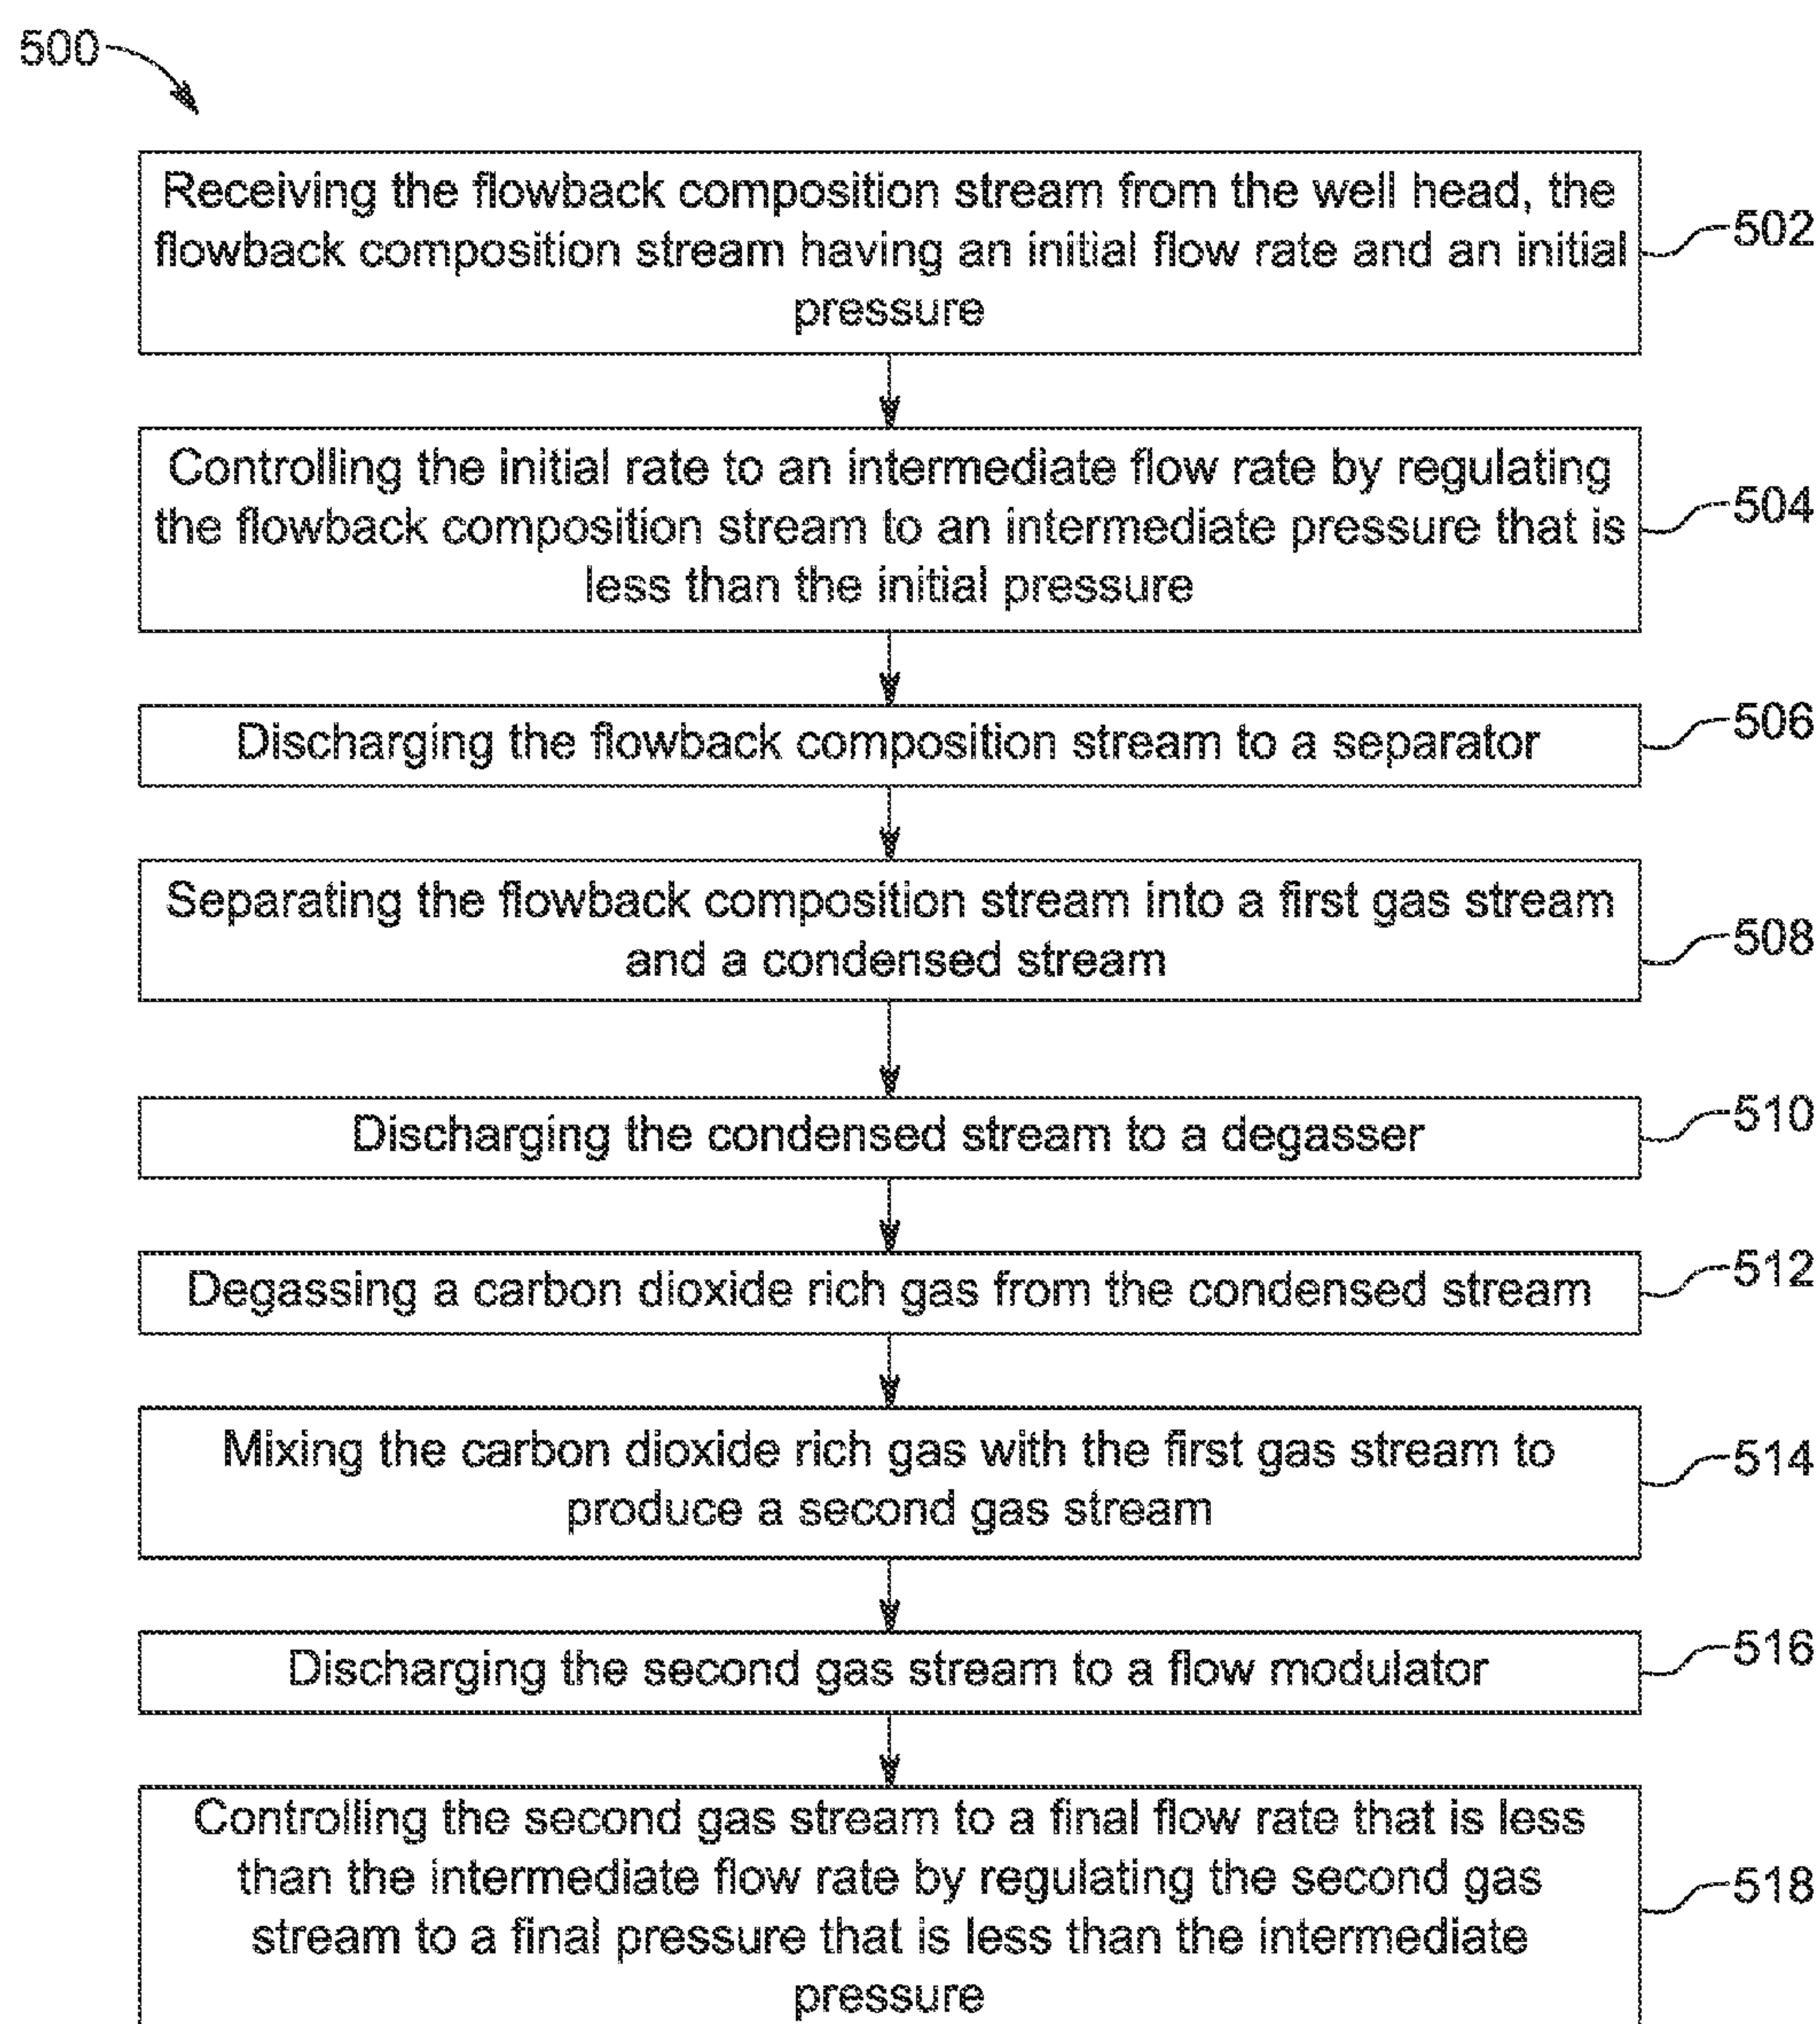 500
Receiving the flowback composition stream from the well head, the
flowback composition stream having an initial flow rate and an initial
pressure
502
Controlling the initial rate to an intermediate flow rate by regulating
the flowback composition stream to an intermediate pressure that is
less than the initial pressure
504
Discharging the flowback composition stream to a separator
506
Separating the flowback composition stream into a first gas stream
and a condensed stream
508
Discharging the condensed stream to a degasser
510
Degassing a carbon dioxide rich gas from the condensed stream
512
Mixing the carbon dioxide rich gas with the first gas stream to
produce a second gas stream
514
Discharging the second gas stream to a flow modulator
516
Controlling the second gas stream to a final flow rate that is less
than the intermediate flow rate by regulating the second gas
stream to a final pressure that is less than the intermediate
pressure
518